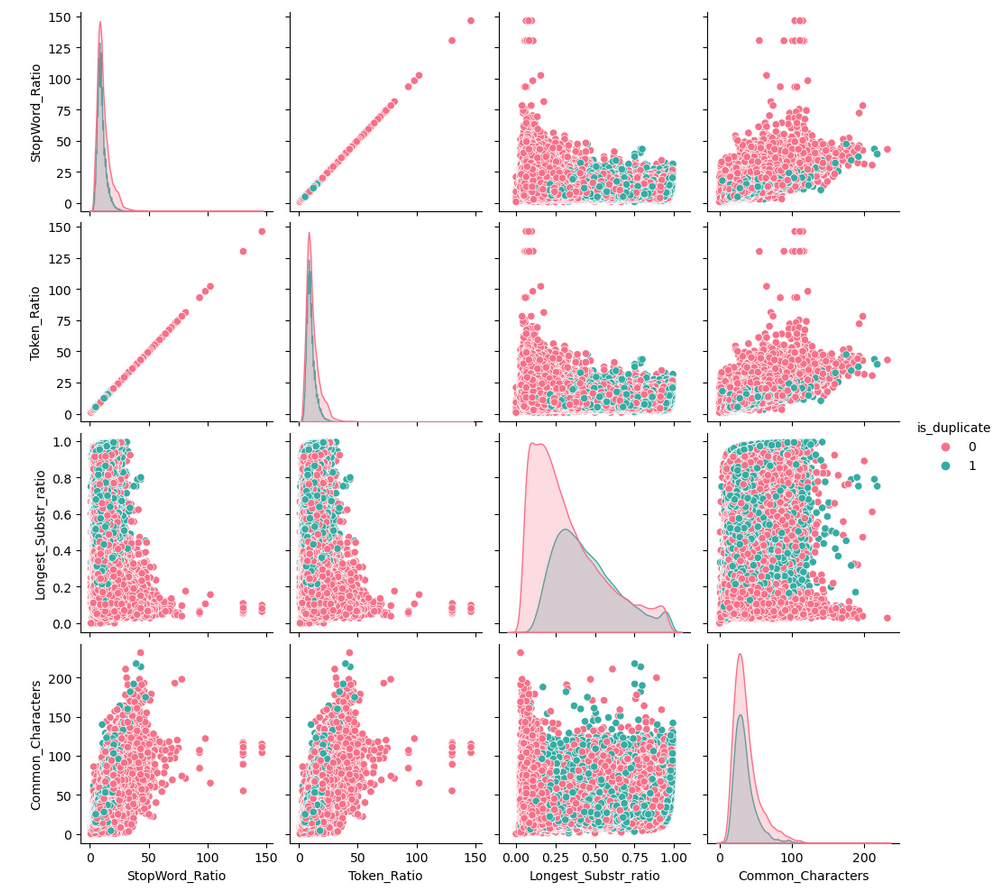 150
125
100
75
50
25
0
StopWord_Ratio
150
125
100
75
50
25
0
Token_Ratio
is_duplicate
0
1
1.0
0.8
0.6
0.4
0.2
0.0
Longest_Substr_ratio
200
150
100
50
0
Common_Characters
0 50 100 150
0 50 100 150
0.00 0.25 0.50 0.75 1.00
0 100 200
StopWord_Ratio Token_Ratio Longest_Substr_ratio Common_Characters